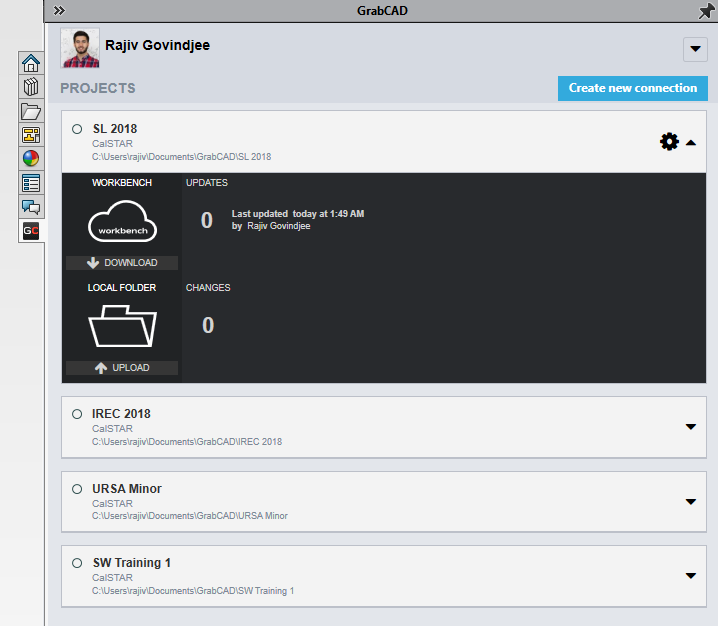 GrabCAD
Rajiv Govindjee
PROJECTS
Create new connection
SL 2018
CalSTAR
C:\Users\rajiv\Documents\GrabCAD\SL 2018
WORKBENCH
UPDATES
workbench
0
Last updated today at 1:49 AM
by Rajiv Govindjee
DOWNLOAD
LOCAL FOLDER
CHANGES
0
UPLOAD
IREC 2018
CalSTAR
C:\Users\rajiv\Documents\GrabCAD\IREC 2018
URSA Minor
CalSTAR
C:\Users\rajiv\Documents\GrabCAD\URSA Minor
SW Training 1
CalSTAR
C:\Users\rajiv\Documents\GrabCAD\SW Training 1
GC